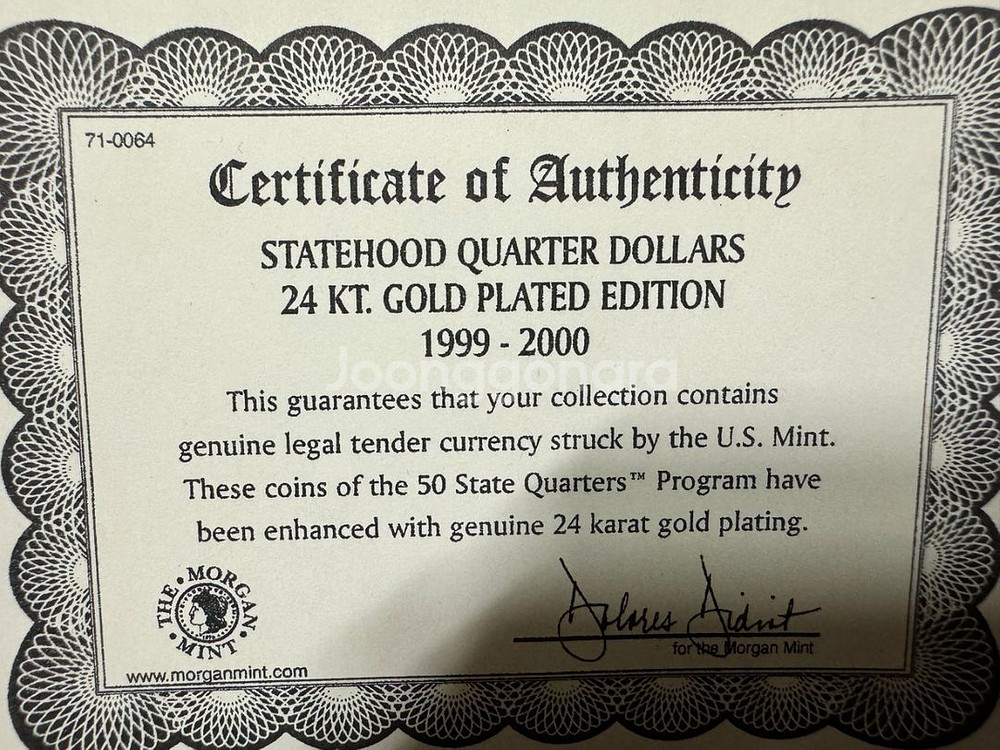 71-0064
Certificate of Authenticity
STATEHOOD QUARTER DOLLARS
24 KT. GOLD PLATED EDITION
1999 - 2000
Joonggonara
This guarantees that your collection contains
genuine legal tender currency struck by the U.S. Mint.
These coins of the 50 State Quarters™ Program have
been enhanced with genuine 24 karat gold plating.
THE • MORGAN • MINT •
Dolores
for the Morgan Mint
www.morganmint.com